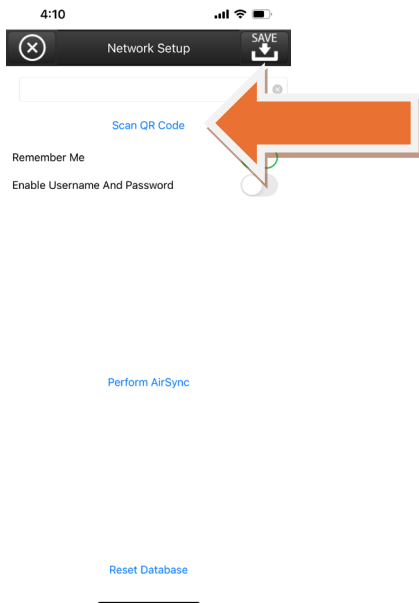 4:10
Network Setup
SAVE
Scan QR Code
Remember Me
Enable Username And Password
Perform AirSync
Reset Database